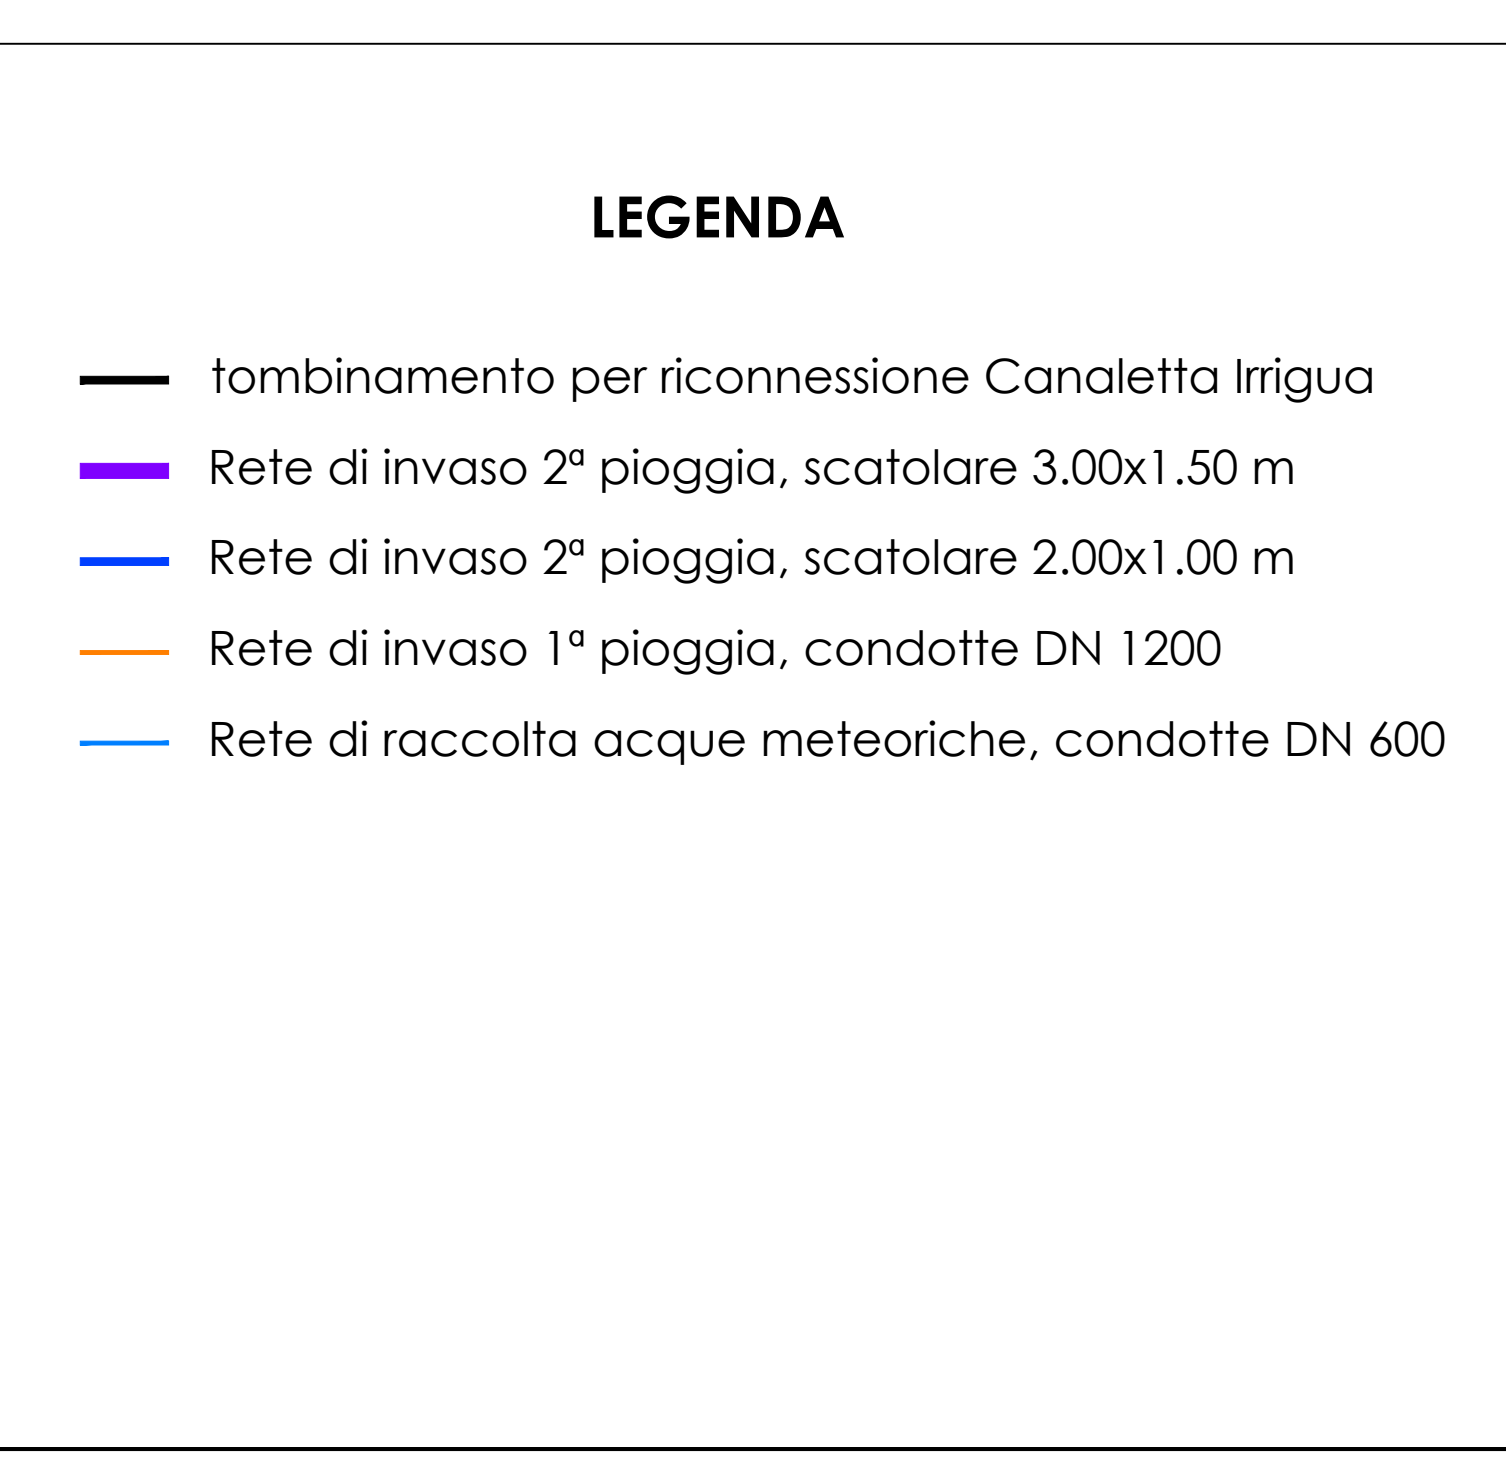 LEGENDA
tombinamento per riconnessione Canaletta Irrigua
Rete di invaso 2ª pioggia, scatolare 3.00x1.50 m
Rete di invaso 2ª pioggia, scatolare 2.00x1.00 m
Rete di invaso 1ª pioggia, condotte DN 1200
Rete di raccolta acque meteoriche, condotte DN 600